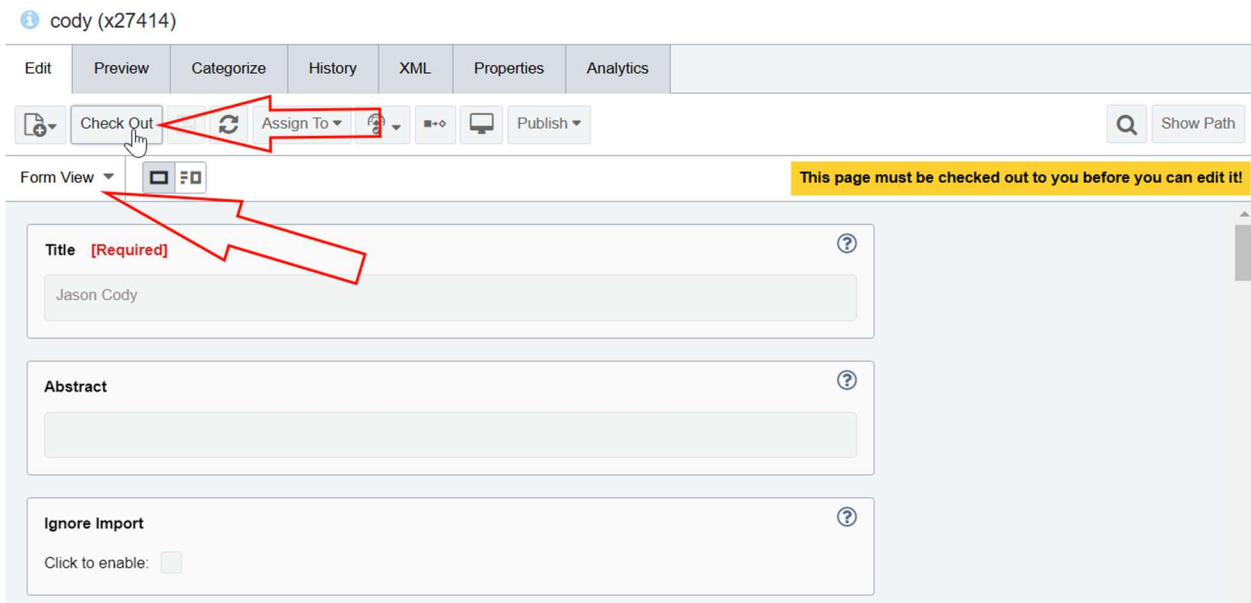 cody (x27414)
Edit Preview Categorize History XML Properties Analytics
Check Out Assign To Publish Show Path
Form View This page must be checked out to you before you can edit it!
Title [Required]
Jason Cody
Abstract
Ignore Import
Click to enable: